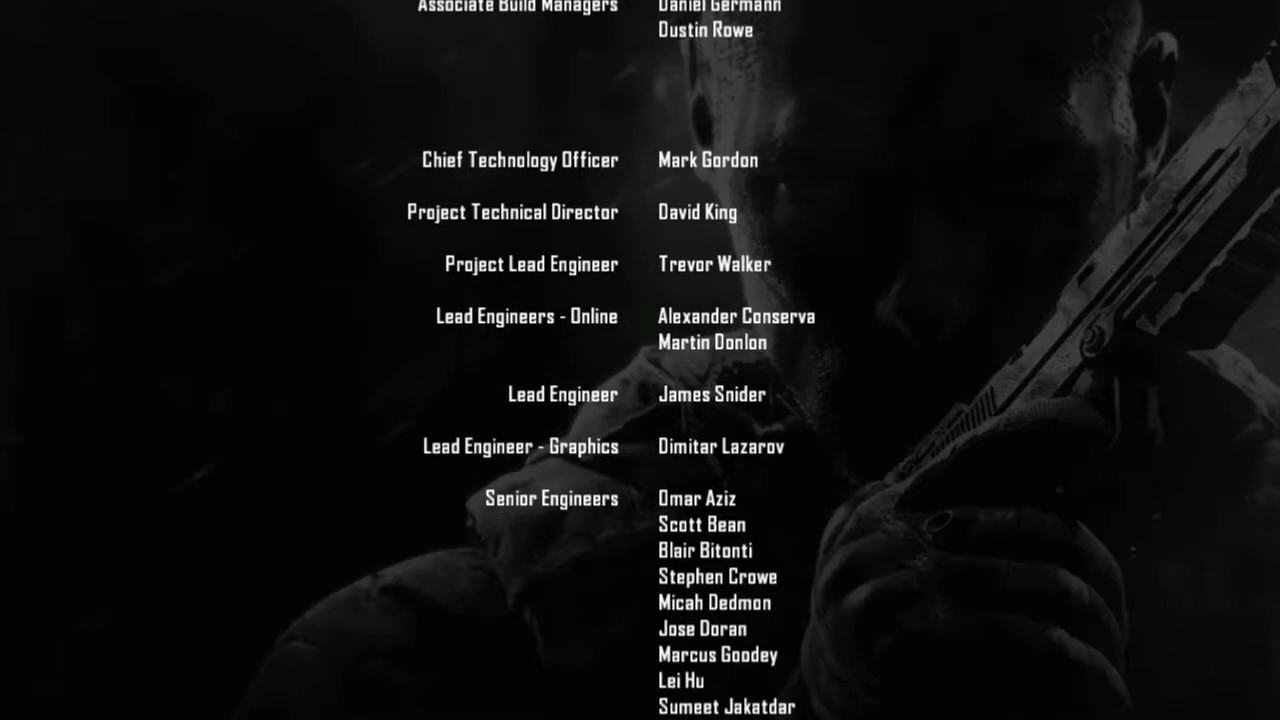 Associate Build Managers Daniel Germann
Dustin Rowe
Chief Technology Officer Mark Gordon
Project Technical Director David King
Project Lead Engineer Trevor Walker
Lead Engineers - Online Alexander Conserva
Martin Donlon
Lead Engineer James Snider
Lead Engineer - Graphics Dimitar Lazarov
Senior Engineers Omar Aziz
Scott Bean
Blair Bitonti
Stephen Crowe
Micah Dedmon
Jose Doran
Marcus Goodey
Lei Hu
Sumeet Jakatdar